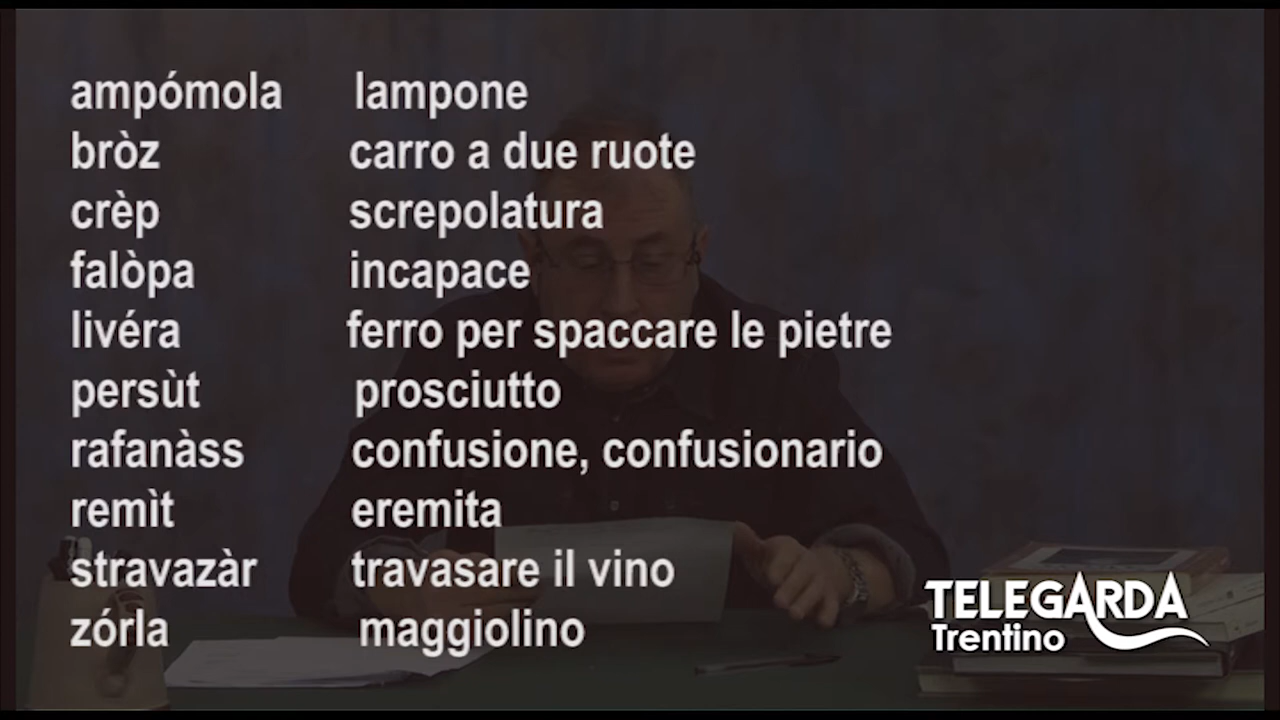 ampómola lampone
bròz carro a due ruote
crèp screpolatura
falòpa incapace
livéra ferro per spaccare le pietre
persùt prosciutto
rafanàss confusione, confusionario
remìt eremita
stravazàr travasare il vino
zórla maggiolino
TELEGARDA
Trentino